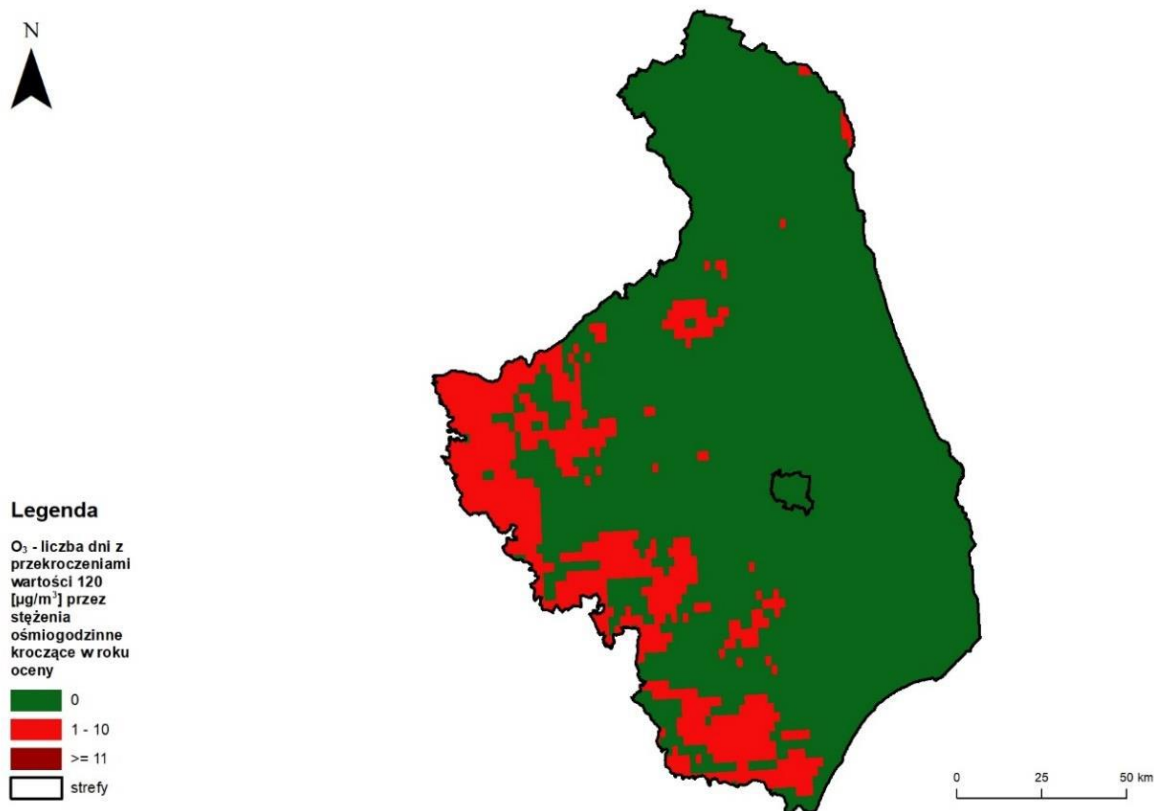 N
Legenda
O₃ - liczba dni z
przekroczeniami
wartości 120
[µg/m³] przez
stężenia
ośmiogodzinne
kroczące w roku
oceny
0
1 - 10
>= 11
strefy
0 25 50 km